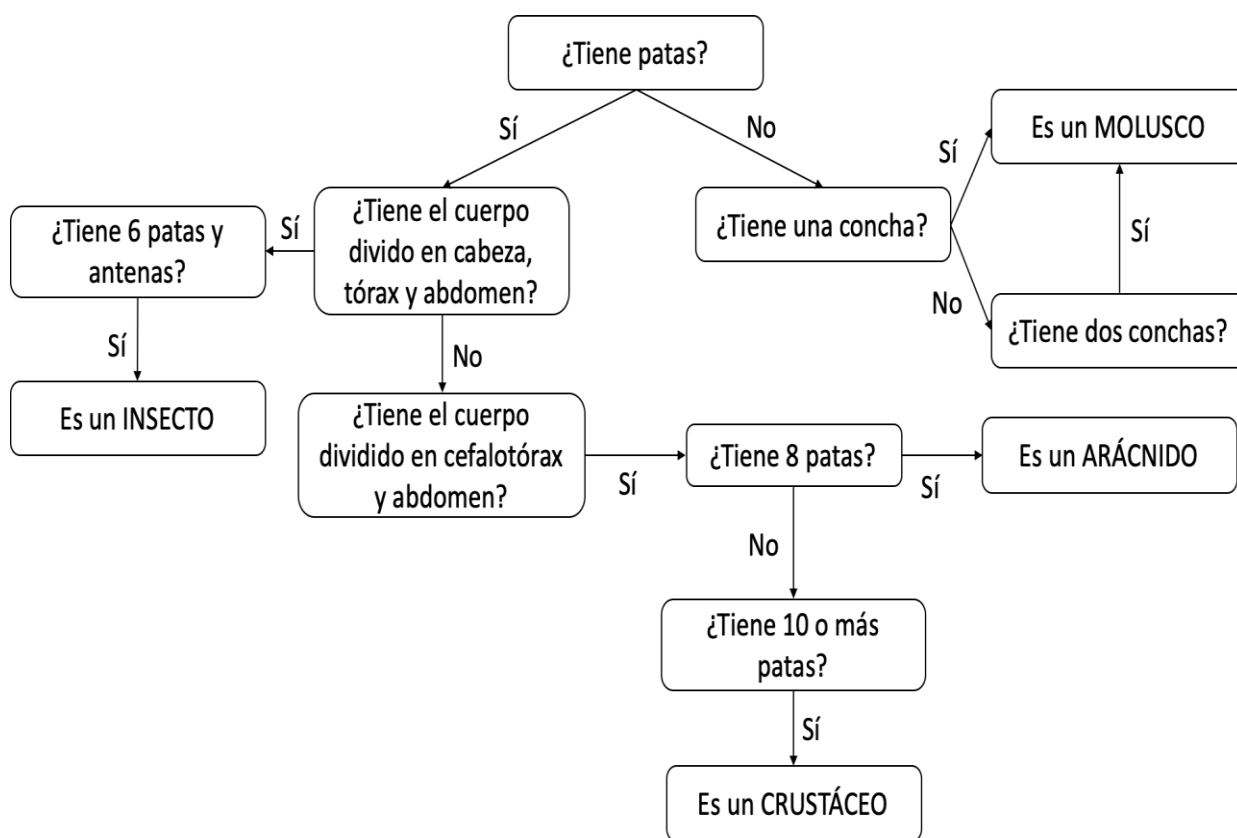 ¿Tiene patas?
Sí
No
Es un MOLUSCO
Sí
¿Tiene una concha?
Sí
No
¿Tiene dos conchas?
¿Tiene el cuerpo
divido en cabeza,
tórax y abdomen?
Sí
¿Tiene 6 patas y
antenas?
Sí
Es un INSECTO
No
¿Tiene el cuerpo
dividido en cefalotórax
y abdomen?
Sí
¿Tiene 8 patas?
Sí
Es un ARÁCNIDO
No
¿Tiene 10 o más
patas?
Sí
Es un CRUSTÁCEO